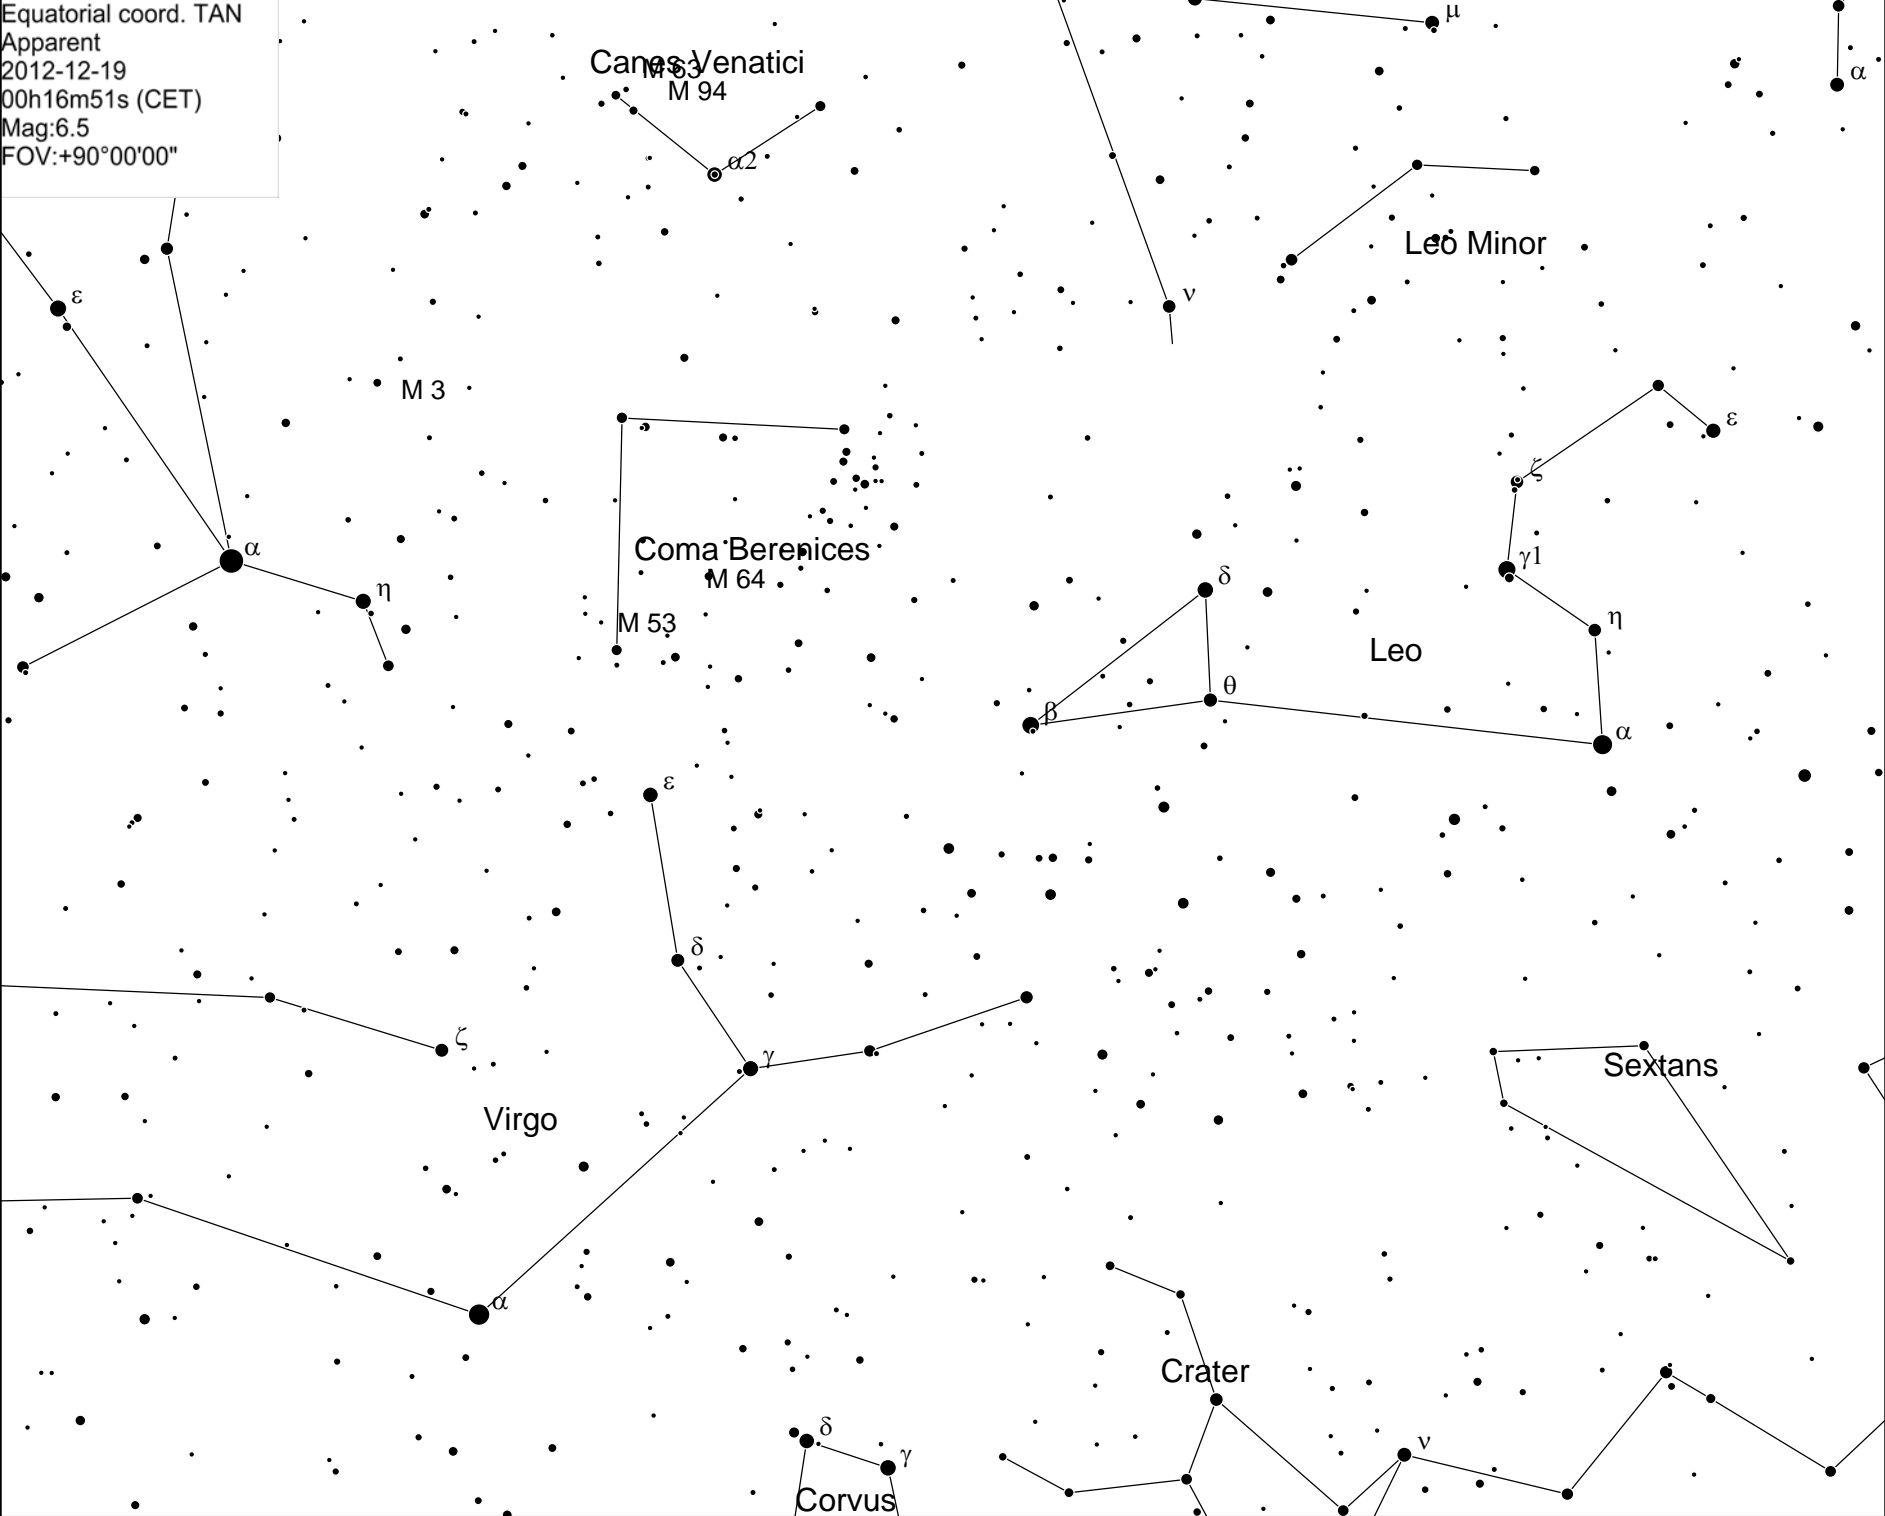 Equatorial coord. TAN
Apparent
2012-12-19
00h16m51s (CET)
Mag:6.5
FOV:+90°00'00"
μ
Canes Venatici
M 63
α
M 94
α2
Leo Minor
ε
ν
M 3
ε
ζ
α
Coma Berenices
γ1
M 64
δ
η
η
M 53
Leo
θ
β
α
ε
δ
ζ
γ
Sextans
Virgo
α
Crater
δ
ν
γ
Corvus